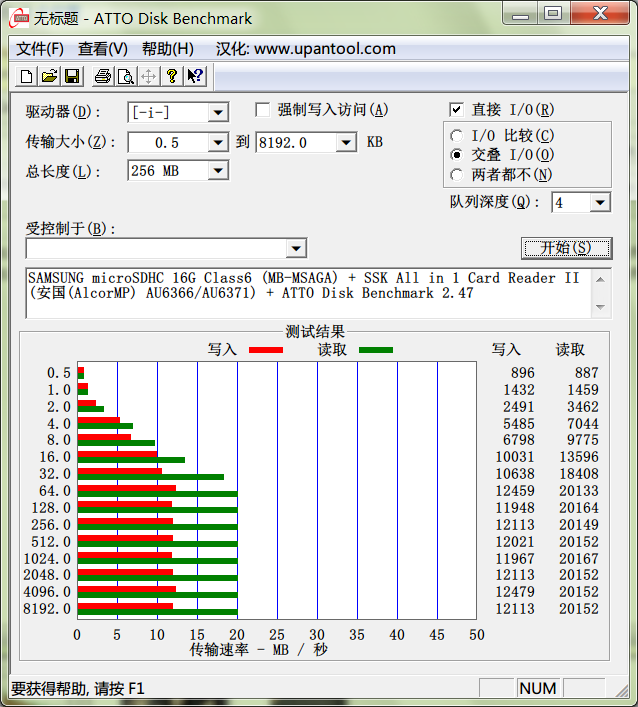 无标题 - ATTO Disk Benchmark
文件(F) 查看(V) 帮助(H) 汉化: www.upantool.com
驱动器(D): [-i-] 强制写入访问(A) 直接 I/O(R)
传输大小(Z): 0.5 到 8192.0 KB I/O 比较(C)
交叠 I/O(O)
总长度(L): 256 MB 两者都不(N)
队列深度(Q): 4
受控制于(B):
开始(S)
SAMSUNG microSDHC 16G Class6 (MB-MSAGA) + SSK All in 1 Card Reader II
(安国(AlcorMP) AU6366/AU6371) + ATTO Disk Benchmark 2.47
测试结果
写入 读取 写入 读取
0.5 896 887
1.0 1432 1459
2.0 2491 3462
4.0 5485 7044
8.0 6798 9775
16.0 10031 13596
32.0 10638 18408
64.0 12459 20133
128.0 11948 20164
256.0 12113 20149
512.0 12021 20152
1024.0 11967 20167
2048.0 12113 20152
4096.0 12479 20152
8192.0 12113 20152
0 5 10 15 20 25 30 35 40 45 50
传输速率 - MB / 秒
要获得帮助, 请按 F1 NUM